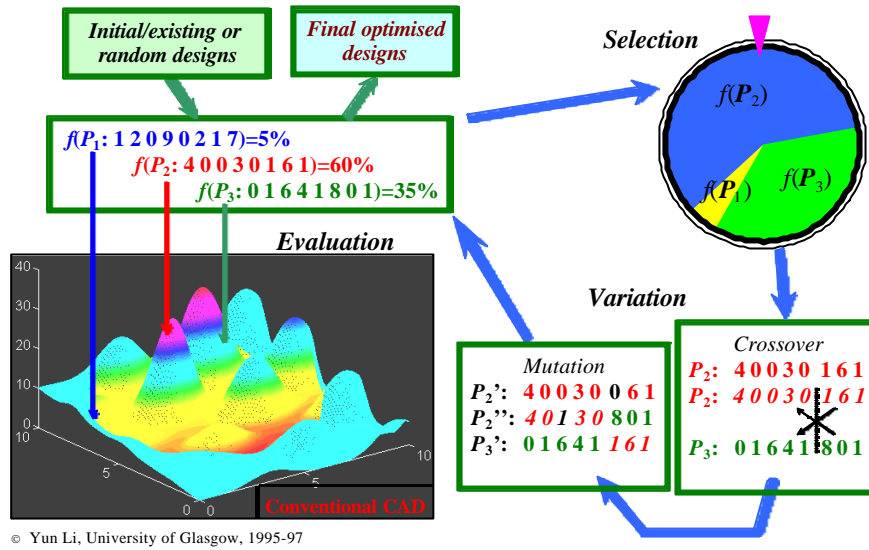 Initial/existing or
random designs
Final optimised
designs
Selection
f(P₁: 1 2 0 9 0 2 1 7)=5%
f(P₂: 4 0 0 3 0 1 6 1)=60%
f(P₃: 0 1 6 4 1 8 0 1)=35%
f(P₂)
f(P₁)
f(P₃)
Evaluation
40
30
20
10
0
10
5
0
0
5
10
Conventional CAD
Variation
Mutation
P₂’: 4 0 0 3 0 0 6 1
P₂’’: 4 0 1 3 0 8 0 1
P₃’: 0 1 6 4 1 1 6 1
Crossover
P₂: 4 0 0 3 0 1 6 1
P₂: 4 0 0 3 0 1 6 1
P₃: 0 1 6 4 1 8 0 1
© Yun Li, University of Glasgow, 1995-97